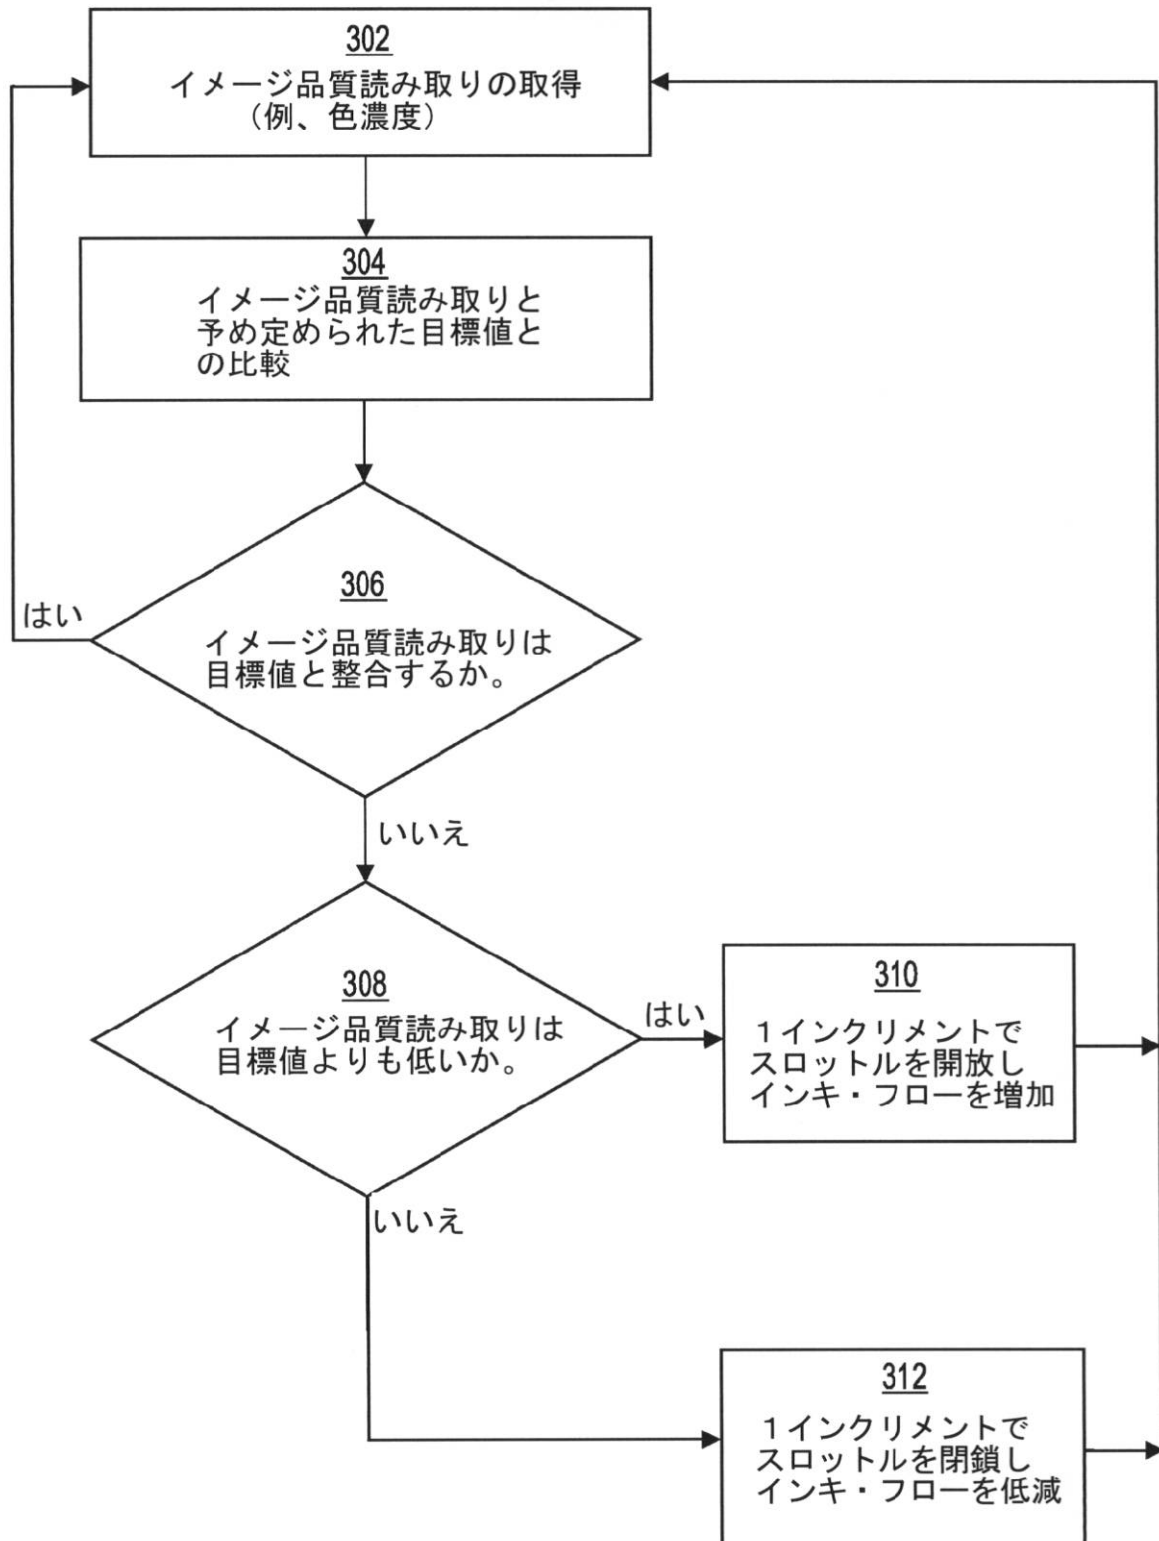 302
イメージ品質読み取りの取得
(例、色濃度)
304
イメージ品質読み取りと
予め定められた目標値と
の比較
306
イメージ品質読み取りは
目標値と整合するか。
はい
いいえ
308
イメージ品質読み取りは
目標値よりも低いか。
はい
310
1インクリメントで
スロットルを開放し
インキ・フローを増加
いいえ
312
1インクリメントで
スロットルを閉鎖し
インキ・フローを低減